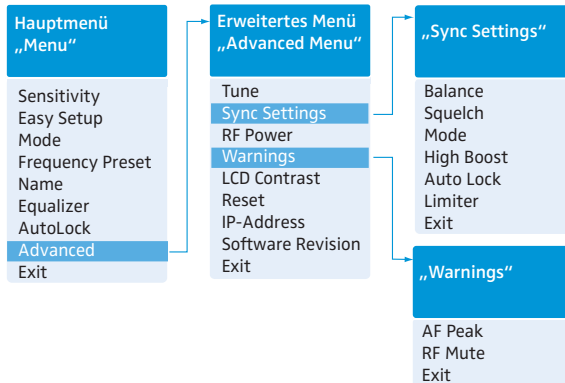 Hauptmenü
„Menu“
Sensitivity
Easy Setup
Mode
Frequency Preset
Name
Equalizer
AutoLock
Advanced
Exit
Erweitertes Menü
„Advanced Menu“
Tune
Sync Settings
RF Power
Warnings
LCD Contrast
Reset
IP-Address
Software Revision
Exit
„Sync Settings“
Balance
Squelch
Mode
High Boost
Auto Lock
Limiter
Exit
„Warnings“
AF Peak
RF Mute
Exit